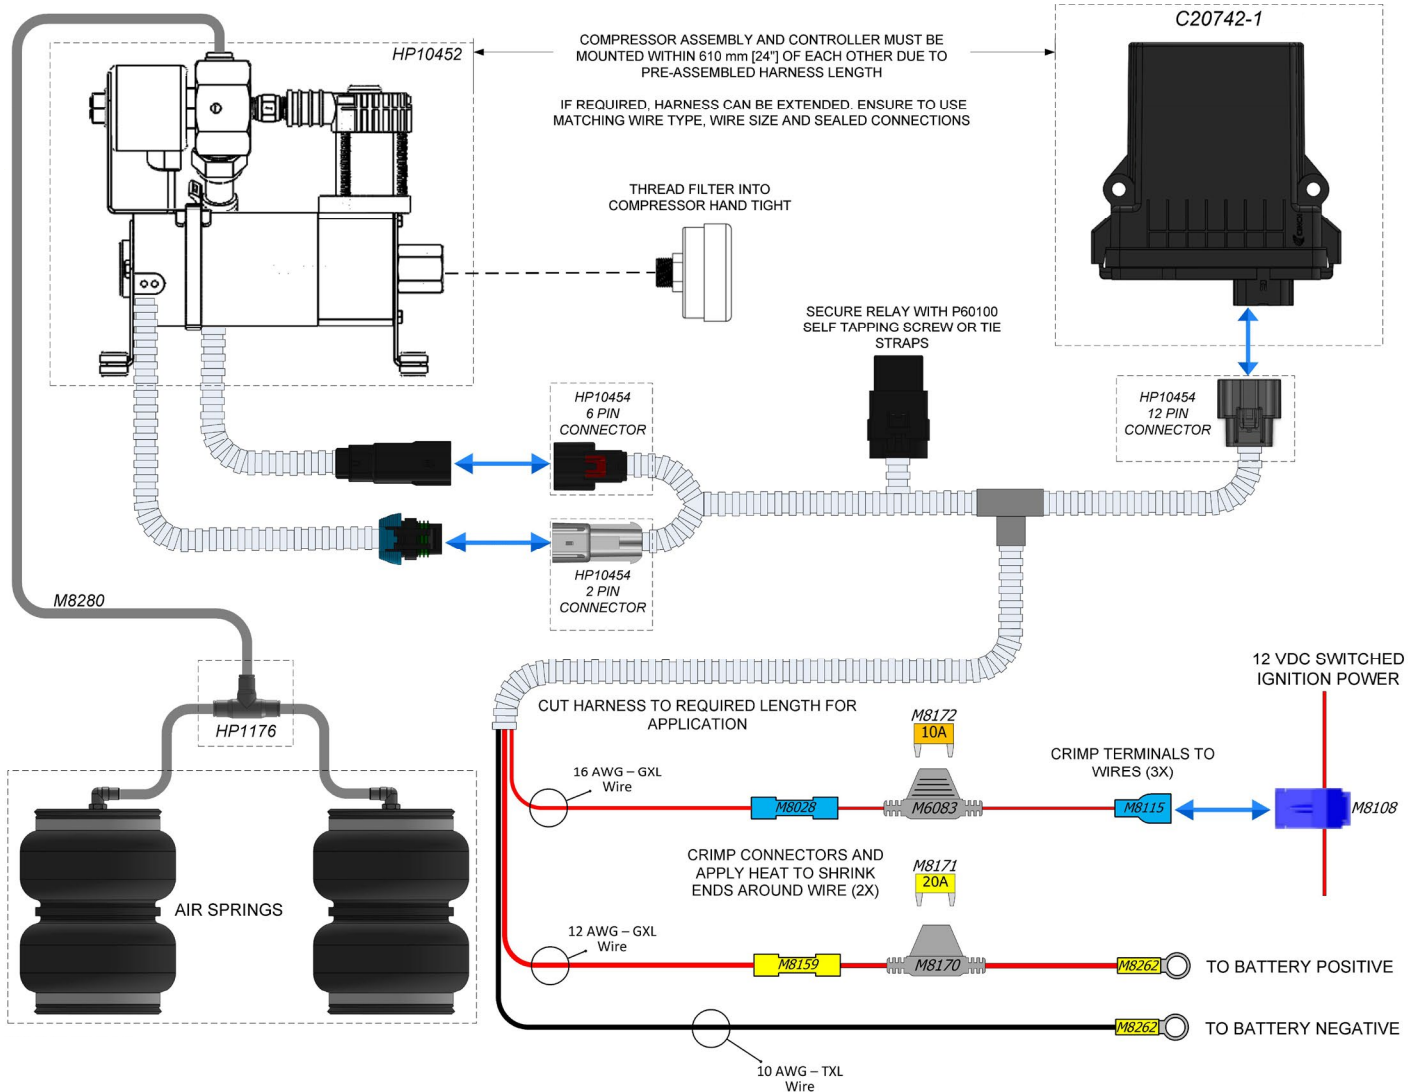 HP10452
COMPRESSOR ASSEMBLY AND CONTROLLER MUST BE
MOUNTED WITHIN 610 mm [24"] OF EACH OTHER DUE TO
PRE-ASSEMBLED HARNESS LENGTH
IF REQUIRED, HARNESS CAN BE EXTENDED. ENSURE TO USE
MATCHING WIRE TYPE, WIRE SIZE AND SEALED CONNECTIONS
C20742-1
THREAD FILTER INTO
COMPRESSOR HAND TIGHT
SECURE RELAY WITH P60100
SELF TAPPING SCREW OR TIE
STRAPS
HP10454
6 PIN
CONNECTOR
HP10454
12 PIN
CONNECTOR
HP10454
2 PIN
CONNECTOR
M8280
HP1176
AIR SPRINGS
CUT HARNESS TO REQUIRED LENGTH FOR
APPLICATION
12 VDC SWITCHED
IGNITION POWER
M8172
10A
CRIMP TERMINALS TO
WIRES (3X)
16 AWG – GXL
Wire
M8028
M6083
M8115
M8108
CRIMP CONNECTORS AND
APPLY HEAT TO SHRINK
ENDS AROUND WIRE (2X)
M8171
20A
12 AWG – GXL
Wire
M8159
M8170
M8262
TO BATTERY POSITIVE
M8262
TO BATTERY NEGATIVE
10 AWG – TXL
Wire